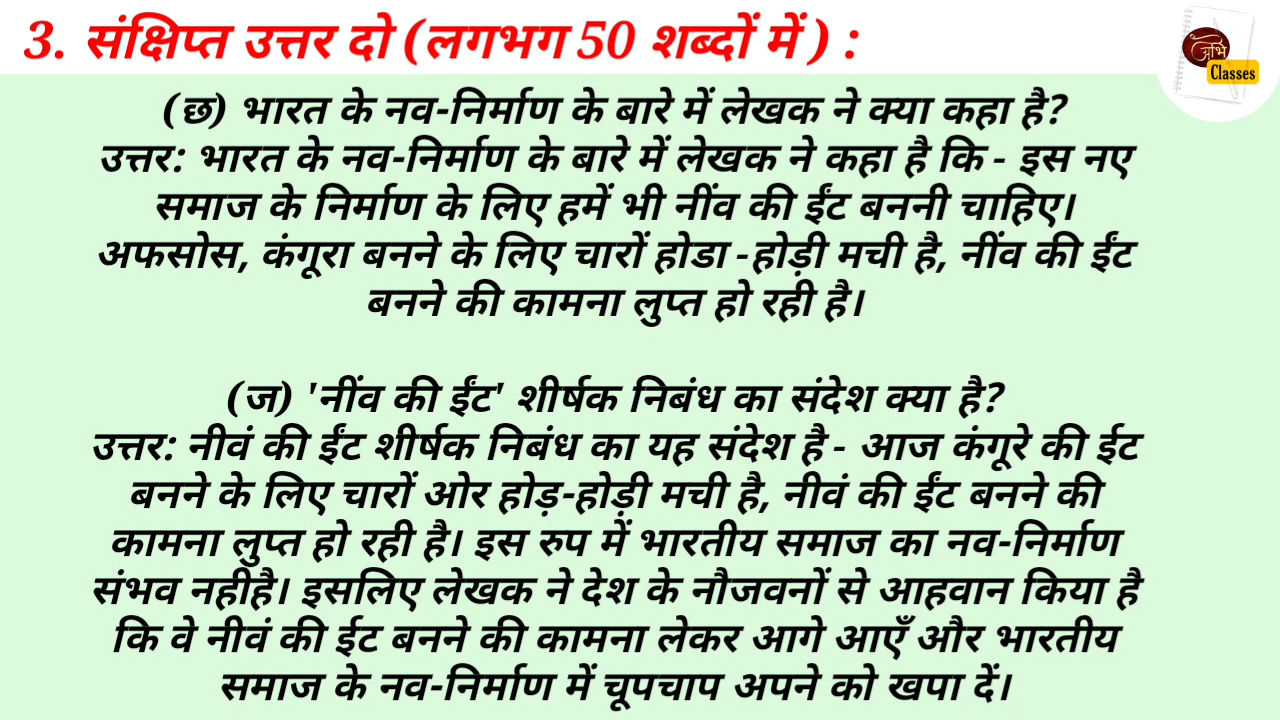 3. संक्षिप्त उत्तर दो (लगभग 50 शब्दों में ) :
अभि
Classes
(छ) भारत के नव-निर्माण के बारे में लेखक ने क्या कहा है?
उत्तर: भारत के नव-निर्माण के बारे में लेखक ने कहा है कि - इस नए
समाज के निर्माण के लिए हमें भी नींव की ईंट बननी चाहिए।
अफसोस, कंगूरा बनने के लिए चारों होडा -होड़ी मची है, नींव की ईंट
बनने की कामना लुप्त हो रही है।
(ज) 'नींव की ईंट' शीर्षक निबंध का संदेश क्या है?
उत्तर: नीवं की ईंट शीर्षक निबंध का यह संदेश है - आज कंगूरे की ईट
बनने के लिए चारों ओर होड़-होड़ी मची है, नीवं की ईंट बनने की
कामना लुप्त हो रही है। इस रुप में भारतीय समाज का नव-निर्माण
संभव नहीहै। इसलिए लेखक ने देश के नौजवनों से आहवान किया है
कि वे नीवं की ईट बनने की कामना लेकर आगे आएँ और भारतीय
समाज के नव-निर्माण में चूपचाप अपने को खपा दें।